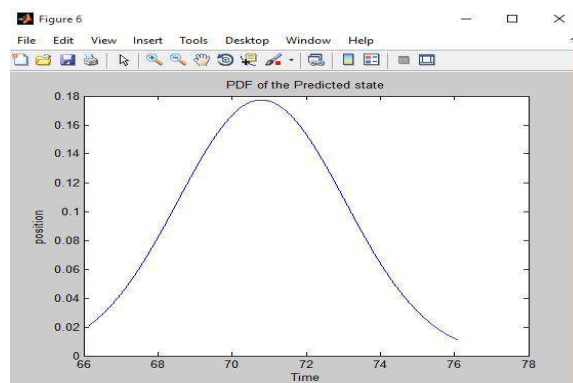 Figure 6
File Edit View Insert Tools Desktop Window Help
PDF of the Predicted state
0.18
0.16
0.14
0.12
0.1
0.08
0.06
0.04
0.02
0
position
66 68 70 72 74 76 78
Time